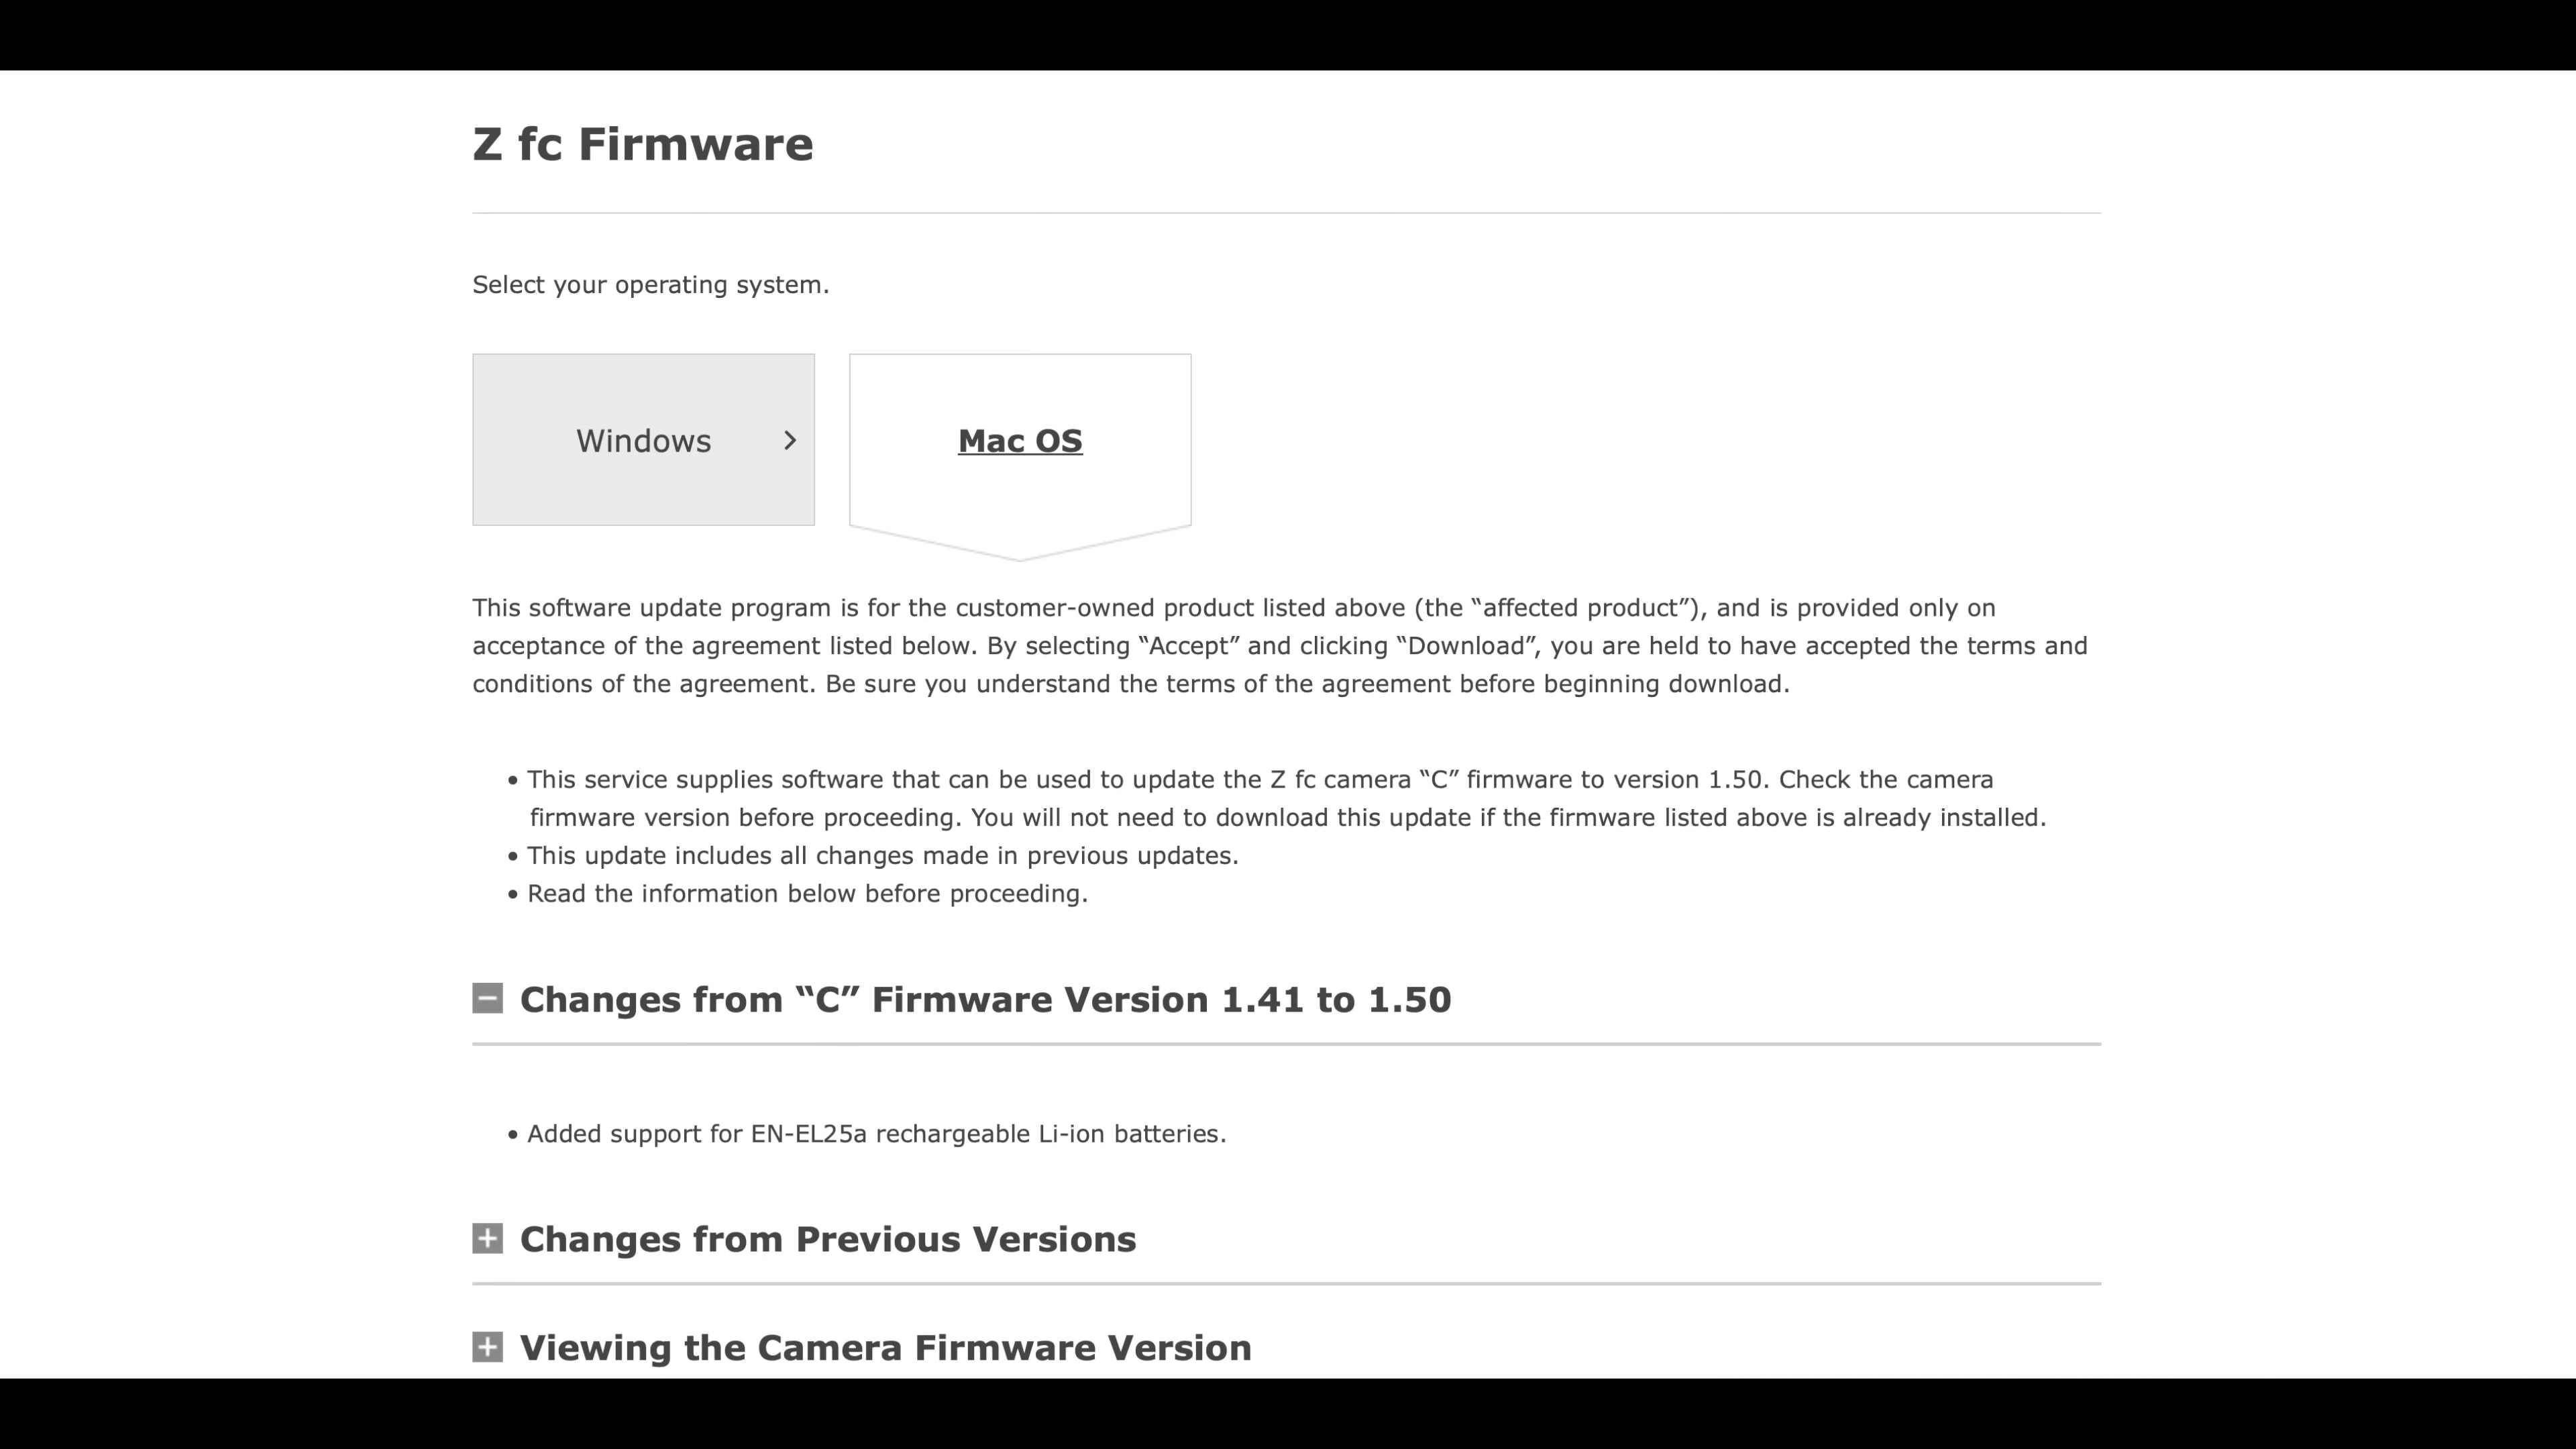 Z fc Firmware
Select your operating system.
Windows
Mac OS
This software update program is for the customer-owned product listed above (the “affected product”), and is provided only on
acceptance of the agreement listed below. By selecting “Accept” and clicking “Download”, you are held to have accepted the terms and
conditions of the agreement. Be sure you understand the terms of the agreement before beginning download.
• This service supplies software that can be used to update the Z fc camera “C” firmware to version 1.50. Check the camera
firmware version before proceeding. You will not need to download this update if the firmware listed above is already installed.
• This update includes all changes made in previous updates.
• Read the information below before proceeding.
Changes from “C” Firmware Version 1.41 to 1.50
• Added support for EN-EL25a rechargeable Li-ion batteries.
Changes from Previous Versions
Viewing the Camera Firmware Version